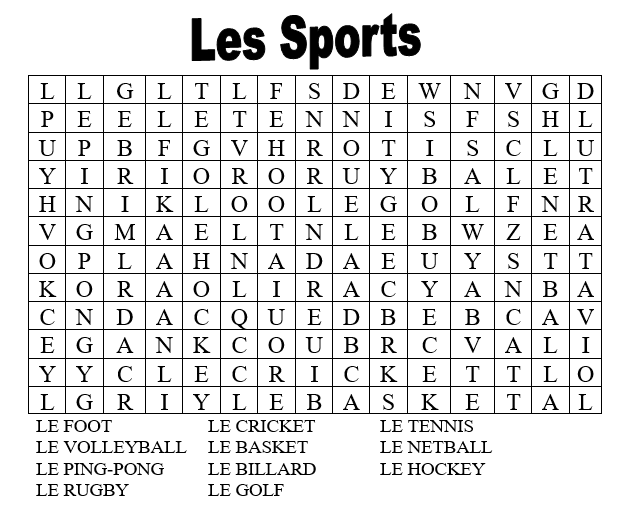 Les Sports
L L G L T L F S D E W N V G D
P E E L E T E N N I S F S H L
U P B F G V H R O T I S C L U
Y I R I O R O R U Y B A L E T
H N I K L O O L E G O L F N R
V G M A E L T N L E B W Z E A
O P L A H N A D A E U Y S T T
K O R A O L I R A C Y A N B A
C N D A C Q U E D B E B C A V
E G A N K C O U B R C V A L I
Y Y C L E C R I C K E T T L O
L G R I Y L E B A S K E T A L
LE FOOT LE CRICKET LE TENNIS
LE VOLLEYBALL LE BASKET LE NETBALL
LE PING-PONG LE BILLARD LE HOCKEY
LE RUGBY LE GOLF